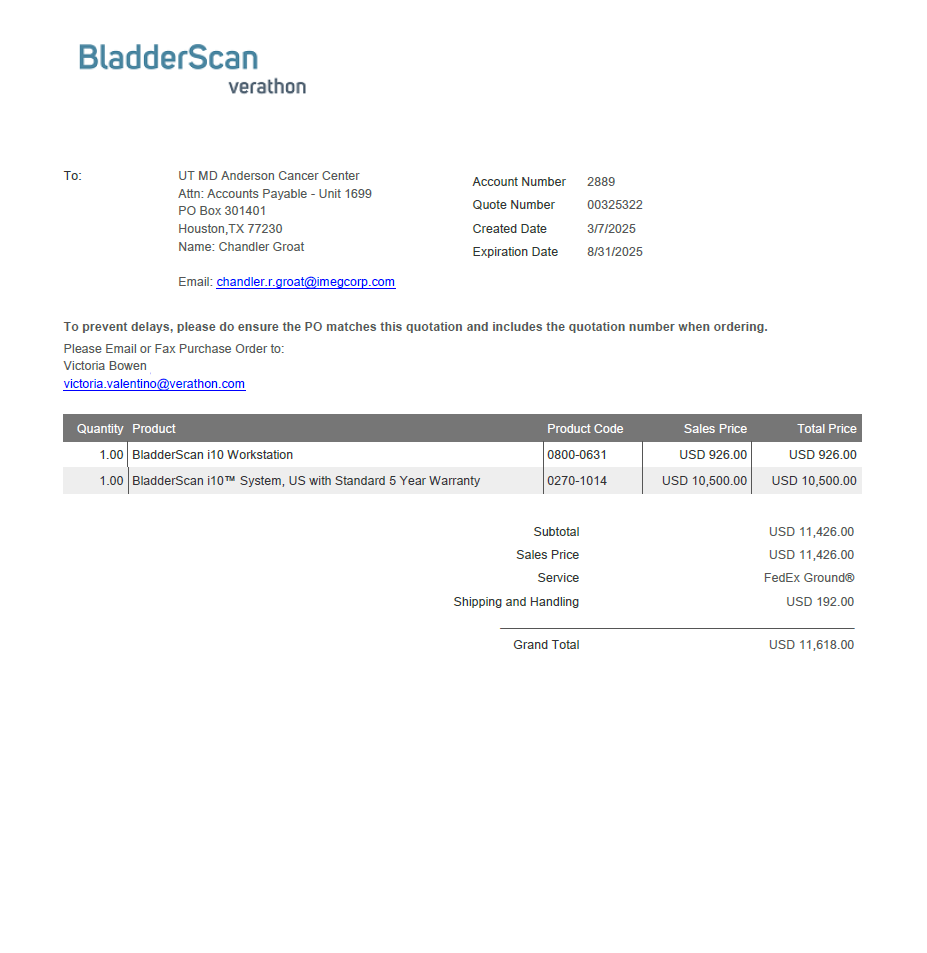 BladderScan
verathon
To:
UT MD Anderson Cancer Center
Attn: Accounts Payable - Unit 1699
PO Box 301401
Houston,TX 77230
Name: Chandler Groat
Email: chandler.r.groat@imegcorp.com
Account Number 2889
Quote Number 00325322
Created Date 3/7/2025
Expiration Date 8/31/2025
To prevent delays, please do ensure the PO matches this quotation and includes the quotation number when ordering.
Please Email or Fax Purchase Order to:
Victoria Bowen
victoria.valentino@verathon.com
Quantity Product Product Code Sales Price Total Price
1.00 BladderScan i10 Workstation 0800-0631 USD 926.00 USD 926.00
1.00 BladderScan i10™ System, US with Standard 5 Year Warranty 0270-1014 USD 10,500.00 USD 10,500.00
Subtotal USD 11,426.00
Sales Price USD 11,426.00
Service FedEx Ground®
Shipping and Handling USD 192.00
Grand Total USD 11,618.00